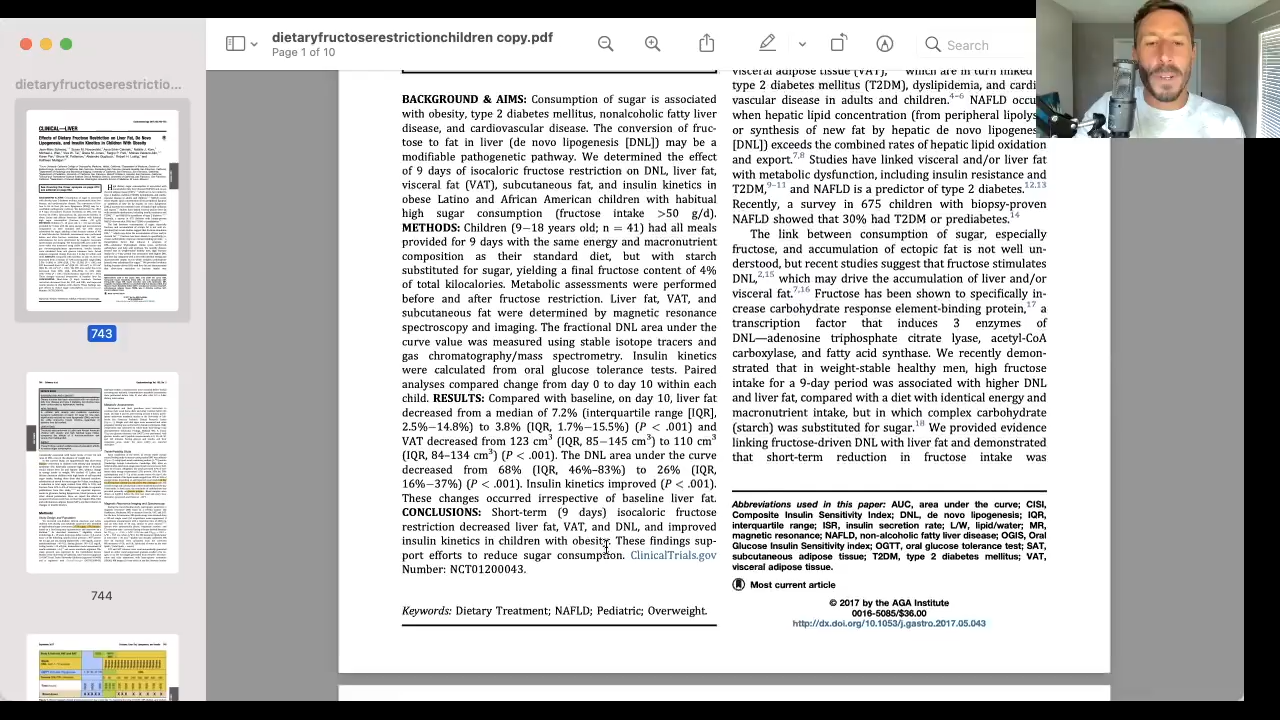 dietaryfructoserestrictionchildren copy.pdf
Page 1 of 10
Search
dietaryfructoserestrictio...
CLINICAL—LIVER
743
744
BACKGROUND & AIMS: Consumption of sugar is associated
with obesity, type 2 diabetes mellitus, nonalcoholic fatty liver
disease, and cardiovascular disease. The conversion of fruc-
tose to fat in liver (de novo lipogenesis [DNL]) may be a
modifiable pathogenetic pathway. We determined the effect
of 9 days of isocaloric fructose restriction on DNL, liver fat,
visceral fat (VAT), subcutaneous fat, and insulin kinetics in
obese Latino and African American children with habitual
high sugar consumption (fructose intake >50 g/d).
METHODS: Children (9–18 years old; n = 41) had all meals
provided for 9 days with the same energy and macronutrient
composition as their standard diet, but with starch
substituted for sugar, yielding a final fructose content of 4%
of total kilocalories. Metabolic assessments were performed
before and after fructose restriction. Liver fat, VAT, and
subcutaneous fat were determined by magnetic resonance
spectroscopy and imaging. The fractional DNL area under the
curve value was measured using stable isotope tracers and
gas chromatography/mass spectrometry. Insulin kinetics
were calculated from oral glucose tolerance tests. Paired
analyses compared change from day 0 to day 10 within each
child. RESULTS: Compared with baseline, on day 10, liver fat
decreased from a median of 7.2% (interquartile range [IQR],
2.5%–14.8%) to 3.8% (IQR, 1.7%–15.5%) (P < .001) and
VAT decreased from 123 cm³ (IQR, 85–145 cm³) to 110 cm³
(IQR, 84–134 cm³) (P < .001). The DNL area under the curve
decreased from 68% (IQR, 46%–83%) to 26% (IQR,
16%–37%) (P < .001). Insulin kinetics improved (P < .001).
These changes occurred irrespective of baseline liver fat.
CONCLUSIONS: Short-term (9 days) isocaloric fructose
restriction decreased liver fat, VAT, and DNL, and improved
insulin kinetics in children with obesity. These findings sup-
port efforts to reduce sugar consumption. ClinicalTrials.gov
Number: NCT01200043.
Keywords: Dietary Treatment; NAFLD; Pediatric; Overweight.
visceral adipose tissue (VAT), which are in turn linked
type 2 diabetes mellitus (T2DM), dyslipidemia, and cardi
vascular disease in adults and children.4–6 NAFLD occu
when hepatic lipid concentration (from peripheral lipolys
or synthesis of new fat by hepatic de novo lipogenes
[DNL]) exceeds the combined rates of hepatic lipid oxidation
and export.7,8 Studies have linked visceral and/or liver fat
with metabolic dysfunction, including insulin resistance and
T2DM,9–11 and NAFLD is a predictor of type 2 diabetes.12,13
Recently, a survey in 675 children with biopsy-proven
NAFLD showed that 30% had T2DM or prediabetes.14
The link between consumption of sugar, especially
fructose, and accumulation of ectopic fat is not well un-
derstood, but recent studies suggest that fructose stimulates
DNL,2,15 which may drive the accumulation of liver and/or
visceral fat.7,16 Fructose has been shown to specifically in-
crease carbohydrate response element-binding protein,17 a
transcription factor that induces 3 enzymes of
DNL—adenosine triphosphate citrate lyase, acetyl-CoA
carboxylase, and fatty acid synthase. We recently demon-
strated that in weight-stable healthy men, high fructose
intake for a 9-day period was associated with higher DNL
and liver fat, compared with a diet with identical energy and
macronutrient intake, but in which complex carbohydrate
(starch) was substituted for sugar.18 We provided evidence
linking fructose-driven DNL with liver fat and demonstrated
that short-term reduction in fructose intake was
Abbreviations used in this paper: AUC, area under the curve; CISI,
Composite Insulin Sensitivity Index; DNL, de novo lipogenesis; IQR,
interquartile range; ISR, insulin secretion rate; L/W, lipid/water; MR,
magnetic resonance; NAFLD, non-alcoholic fatty liver disease; OGIS, Oral
Glucose Insulin Sensitivity index; OGTT, oral glucose tolerance test; SAT,
subcutaneous adipose tissue; T2DM, type 2 diabetes mellitus; VAT,
visceral adipose tissue.
Most current article
© 2017 by the AGA Institute
0016-5085/$36.00
http://dx.doi.org/10.1053/j.gastro.2017.05.043